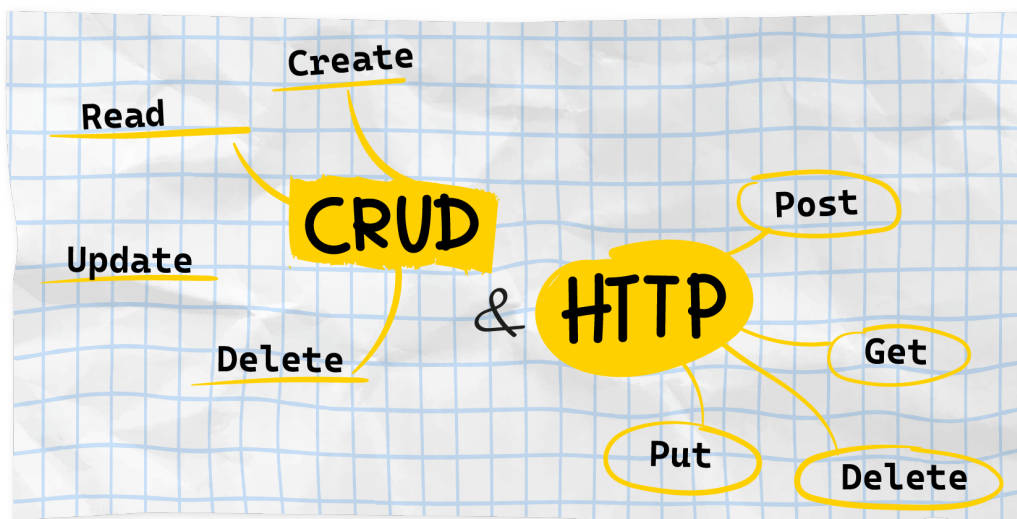 Create
Read
CRUD
Update
Delete
&
HTTP
Post
Get
Put
Delete